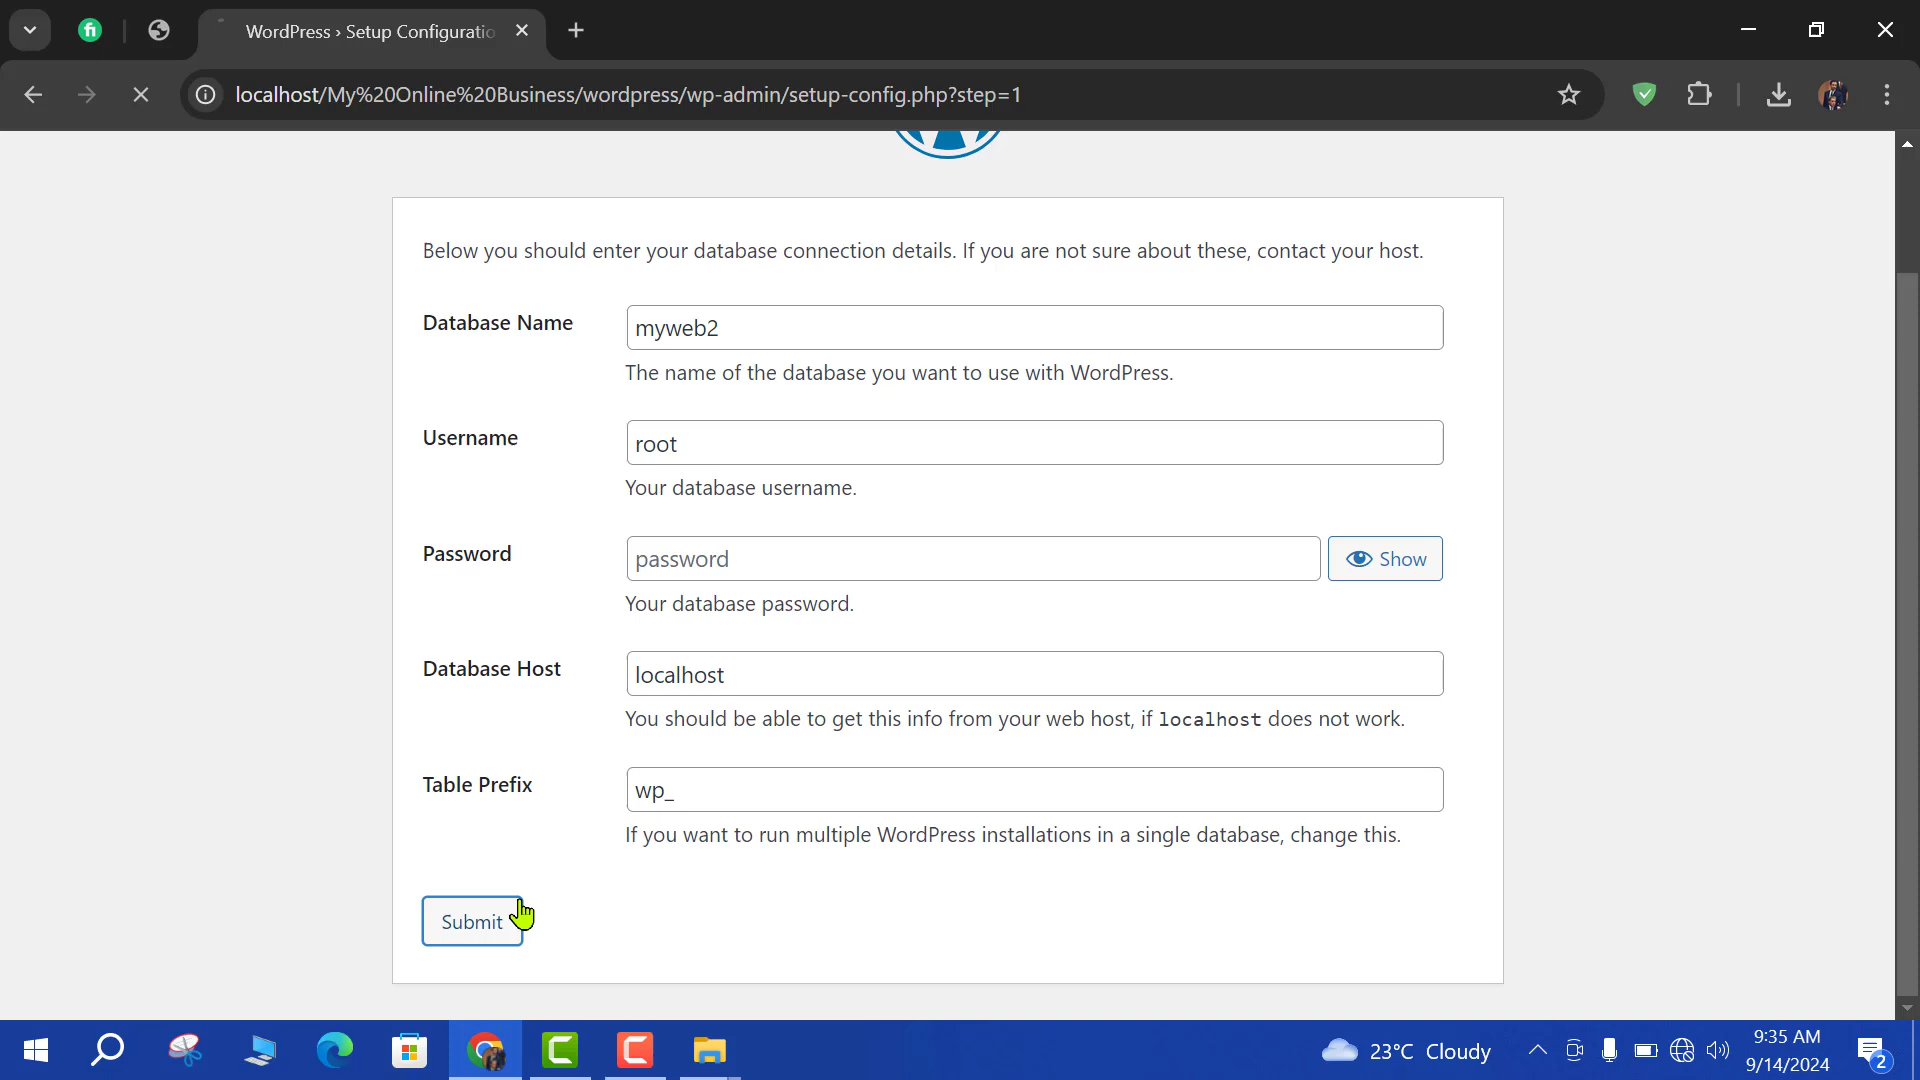 WordPress › Setup Configuratio
localhost/My%20Online%20Business/wordpress/wp-admin/setup-config.php?step=1
Below you should enter your database connection details. If you are not sure about these, contact your host.
Database Name
myweb2
The name of the database you want to use with WordPress.
Username
root
Your database username.
Password
password
Show
Your database password.
Database Host
localhost
You should be able to get this info from your web host, if localhost does not work.
Table Prefix
wp_
If you want to run multiple WordPress installations in a single database, change this.
Submit
23°C Cloudy
9:35 AM
9/14/2024
2